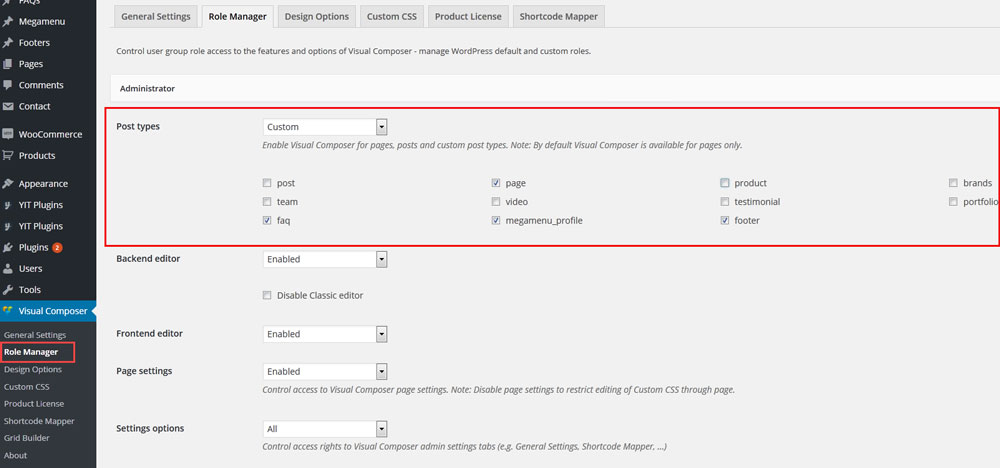 FAQs
Megamenu
Footers
Pages
Comments
Contact
WooCommerce
Products
Appearance
YIT Plugins
YIT Plugins
Plugins 2
Users
Tools
Visual Composer
General Settings
Role Manager
Design Options
Custom CSS
Product License
Shortcode Mapper
Grid Builder
About
General Settings Role Manager Design Options Custom CSS Product License Shortcode Mapper
Control user group role access to the features and options of Visual Composer - manage WordPress default and custom roles.
Administrator
Post types Custom
Enable Visual Composer for pages, posts and custom post types. Note: By default Visual Composer is available for pages only.
post page product brands
team video testimonial portfolio
faq megamenu_profile footer
Backend editor Enabled
Disable Classic editor
Frontend editor Enabled
Page settings Enabled
Control access to Visual Composer page settings. Note: Disable page settings to restrict editing of Custom CSS through page.
Settings options All
Control access rights to Visual Composer admin settings tabs (e.g. General Settings, Shortcode Mapper, ...)